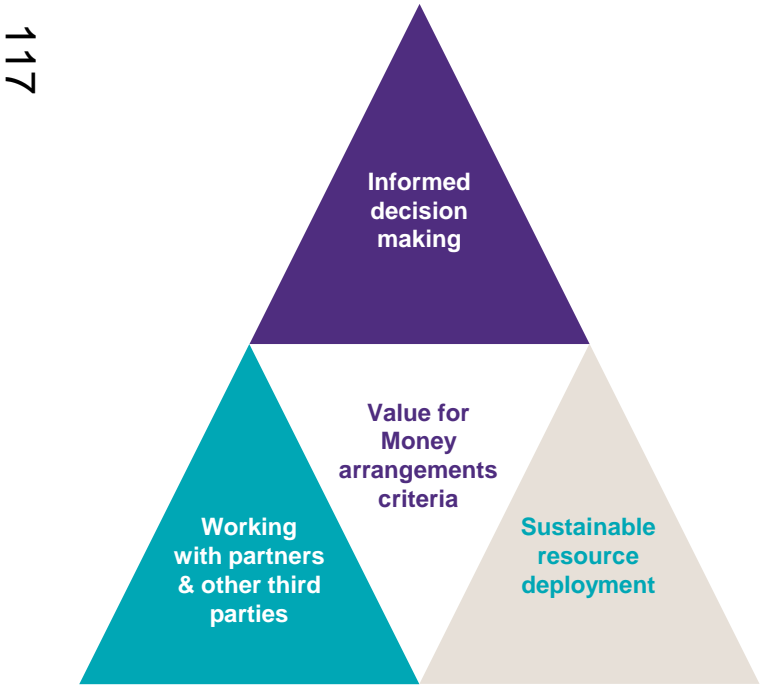 117
Informed
decision
making
Value for
Money
arrangements
criteria
Working
with partners
& other third
parties
Sustainable
resource
deployment